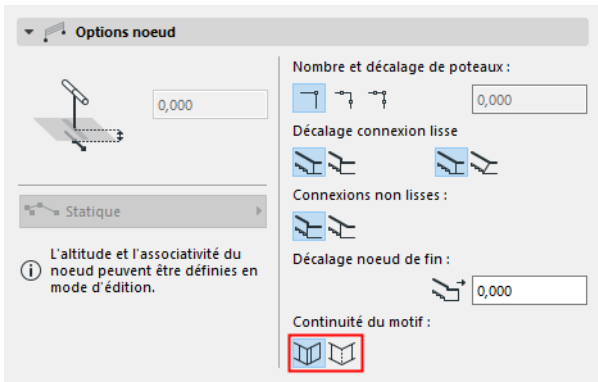 Options noeud
0,000
Statique
L'altitude et l'associativité du
noeud peuvent être définies en
mode d'édition.
Nombre et décalage de poteaux :
0,000
Décalage connexion lisse
Connexions non lisses :
Décalage noeud de fin :
0,000
Continuité du motif :